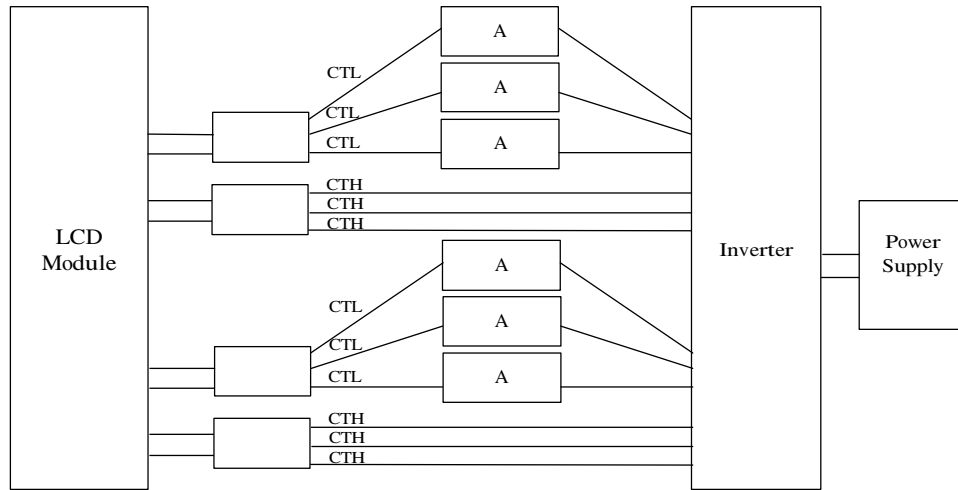 A
CTL
A
CTL
A
CTL
CTH
CTH
CTH
LCD
Module
Inverter
Power
Supply
A
CTL
A
CTL
A
CTL
CTH
CTH
CTH